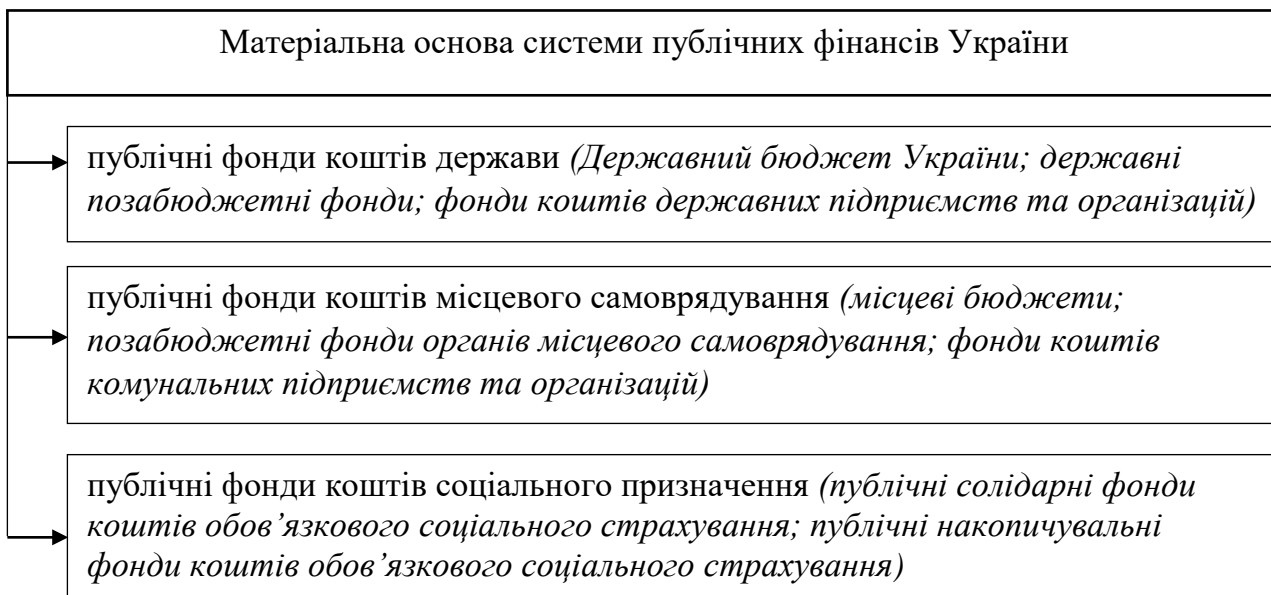 Матеріальна основа системи публічних фінансів України
публічні фонди коштів держави (Державний бюджет України; державні
позабюджетні фонди; фонди коштів державних підприємств та організацій)
публічні фонди коштів місцевого самоврядування (місцеві бюджети;
позабюджетні фонди органів місцевого самоврядування; фонди коштів
комунальних підприємств та організацій)
публічні фонди коштів соціального призначення (публічні солідарні фонди
коштів обов’язкового соціального страхування; публічні накопичувальні
фонди коштів обов’язкового соціального страхування)